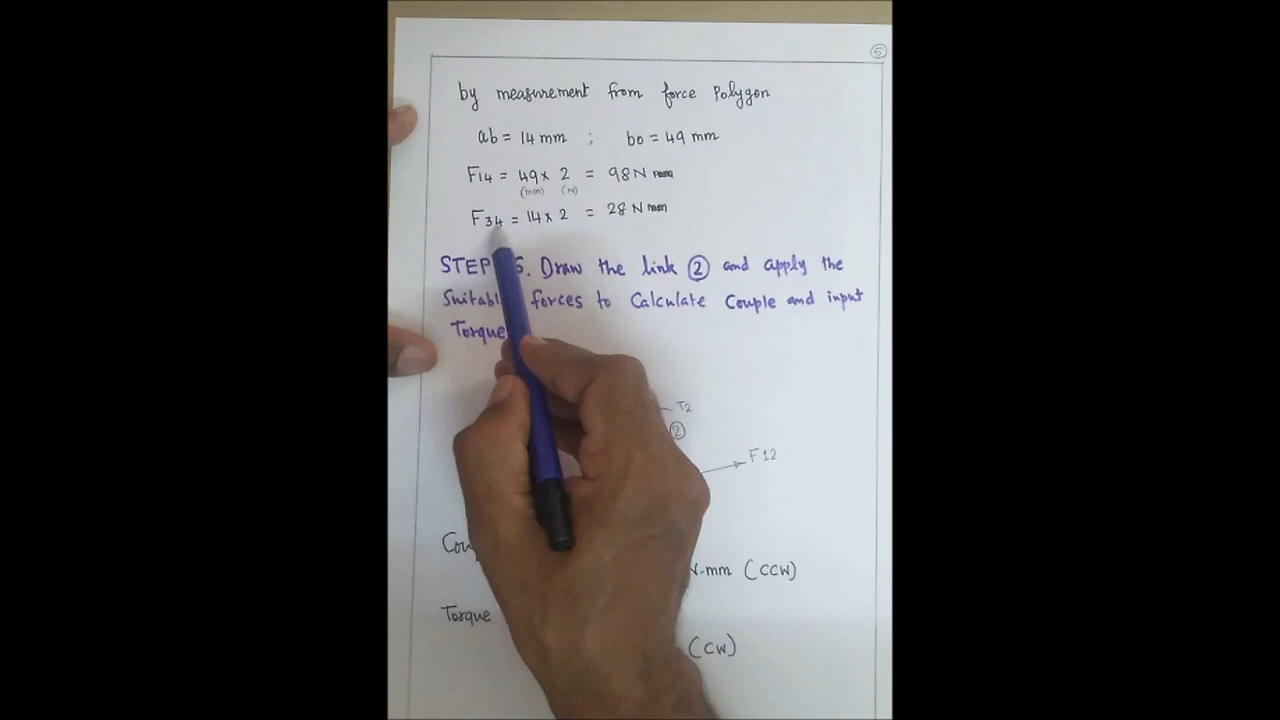 5
by measurement from force Polygon
ab = 14 mm ; bo = 49 mm
F14 = 49 x 2 = 98 N
(mm) (N)
F34 = 14 x 2 = 28 N
STEP 5. Draw the link ② and apply the
forces to Calculate Couple and input
Torque
T2
②
F12
-mm (CCW)
Torque
(CW)